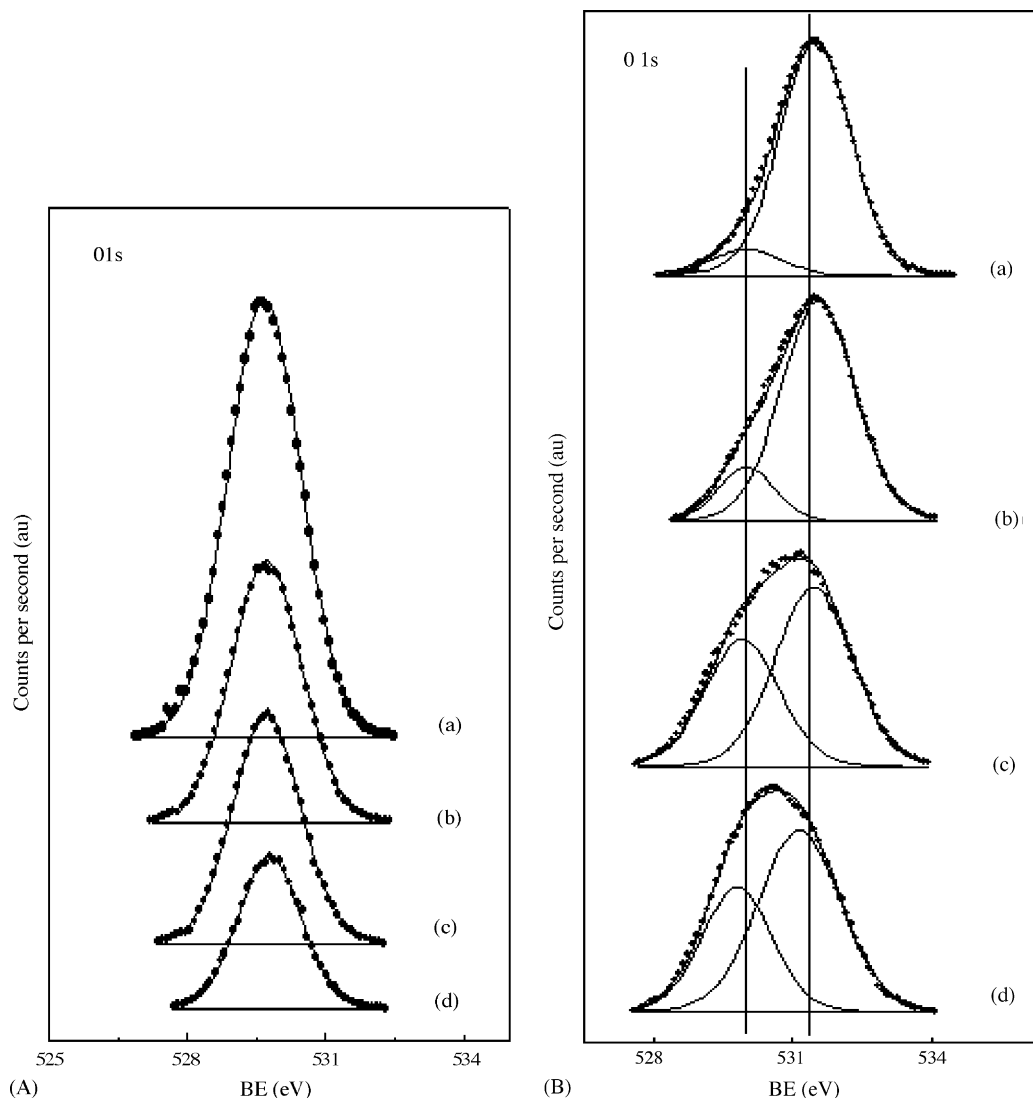 01s
Counts per second (au)
(a)
(b)
(c)
(d)
525
528
531
534
(A)
BE (eV)
0 1s
Counts per second (au)
(a)
(b)
(c)
(d)
528
531
534
(B)
BE (eV)